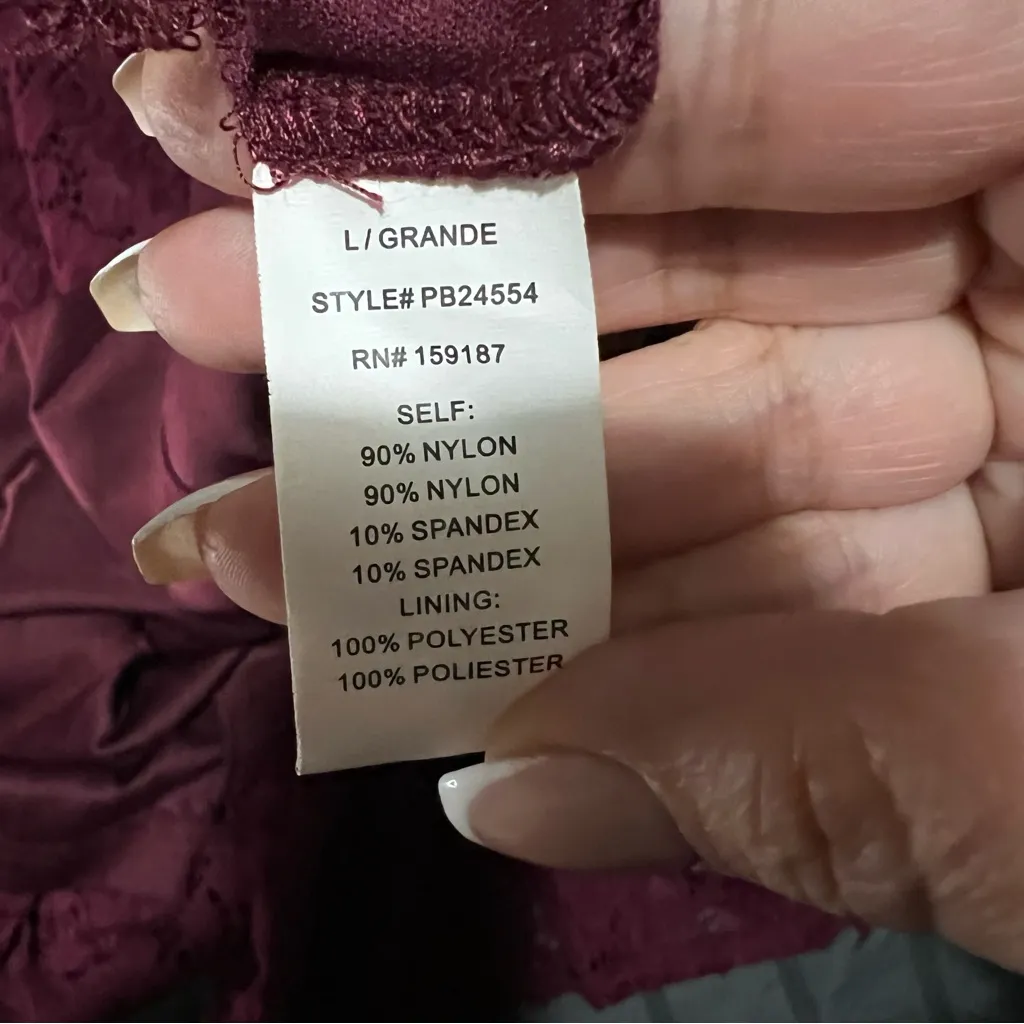 L/GRANDE
STYLE# PB24554
RN# 159187
SELF:
90% NYLON
90% NYLON
10% SPANDEX
10% SPANDEX
LINING:
100% POLYESTER
100% POLIESTER